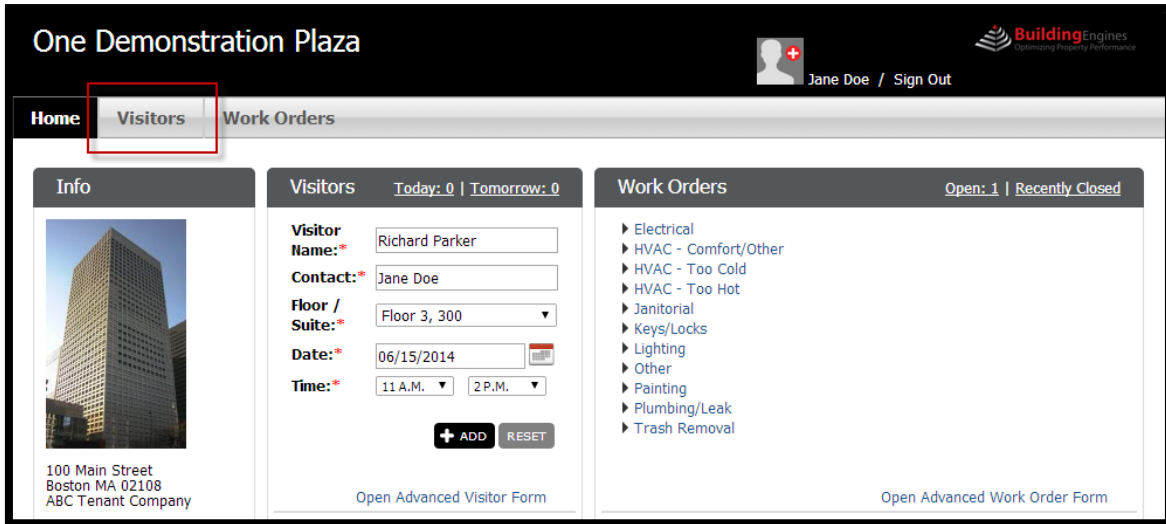 One Demonstration Plaza
BuildingEngines
Optimizing Property Performance
Jane Doe / Sign Out
Home Visitors Work Orders
Info
100 Main Street
Boston MA 02108
ABC Tenant Company
Visitors Today: 0 | Tomorrow: 0
Visitor
Name:* Richard Parker
Contact:* Jane Doe
Floor /
Suite:* Floor 3, 300
Date:* 06/15/2014
Time:* 11 A.M. 2 P.M.
ADD RESET
Open Advanced Visitor Form
Work Orders Open: 1 | Recently Closed
Electrical
HVAC - Comfort/Other
HVAC - Too Cold
HVAC - Too Hot
Janitorial
Keys/Locks
Lighting
Other
Painting
Plumbing/Leak
Trash Removal
Open Advanced Work Order Form